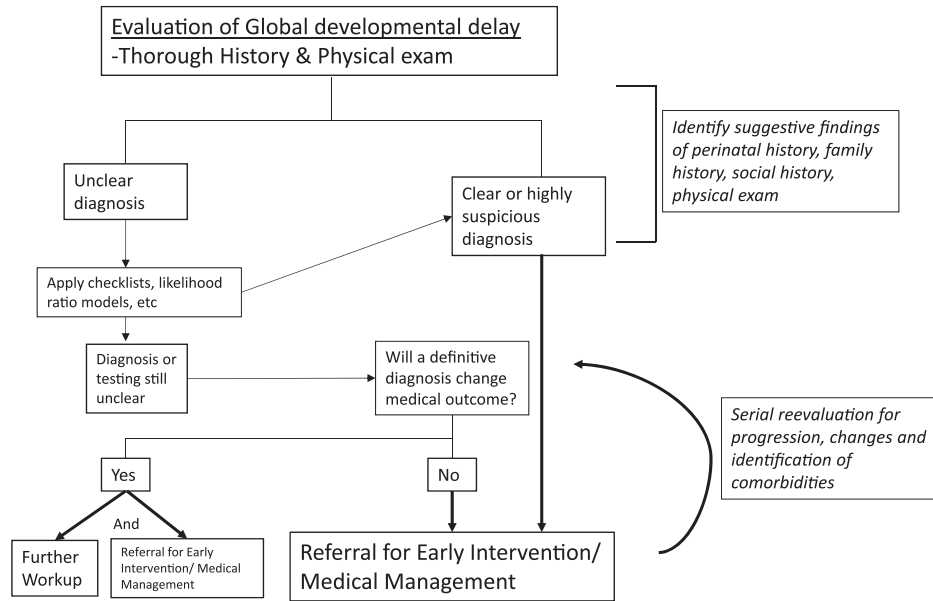 Evaluation of Global developmental delay
-Thorough History & Physical exam
Identify suggestive findings
of perinatal history, family
history, social history,
physical exam
Unclear
diagnosis
Clear or highly
suspicious
diagnosis
Apply checklists, likelihood
ratio models, etc
Diagnosis or
testing still
unclear
Will a definitive
diagnosis change
medical outcome?
Serial reevaluation for
progression, changes and
identification of
comorbidities
Yes
No
And
Further
Workup
Referral for Early
Intervention/ Medical
Management
Referral for Early Intervention/
Medical Management